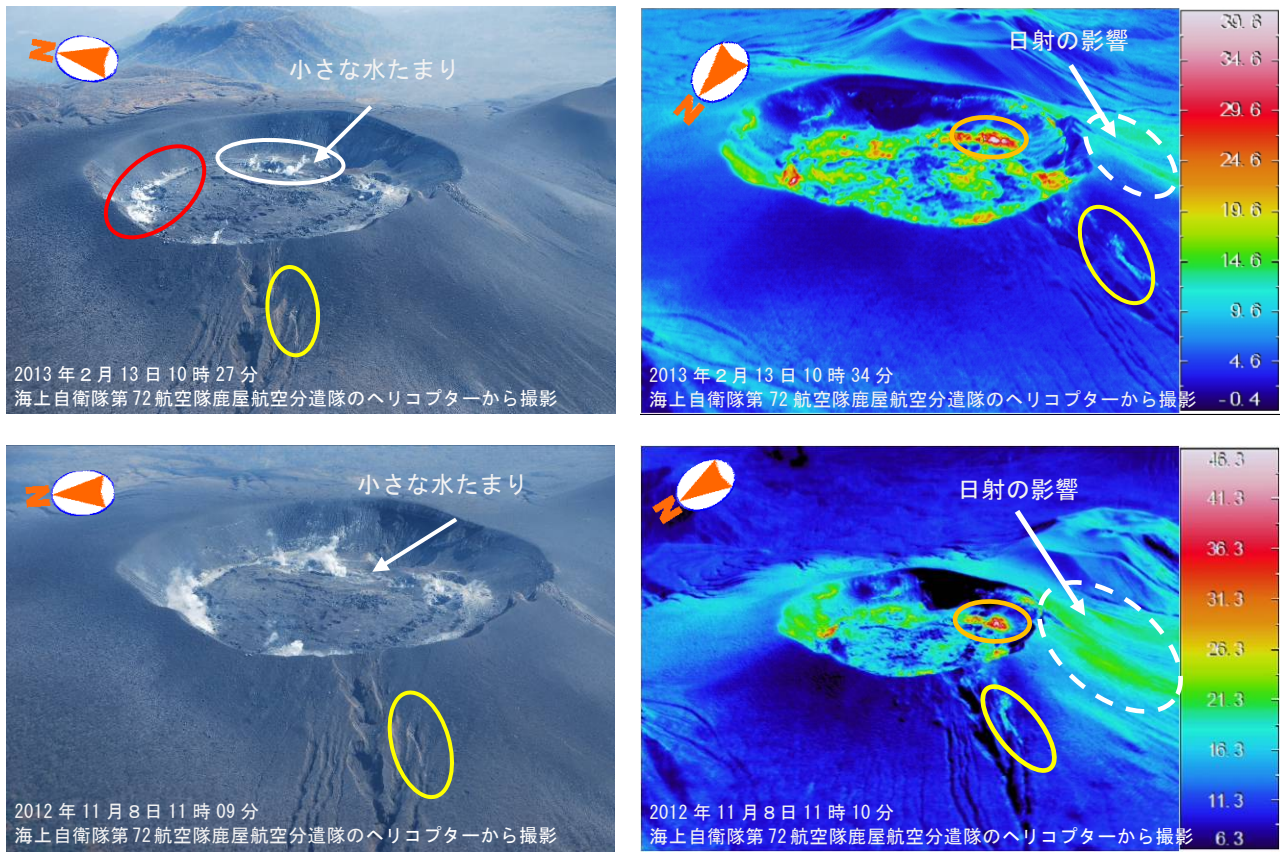 N
小さな水たまり
2013年２月13日10時27分
海上自衛隊第72航空隊鹿屋航空分遣隊のヘリコプターから撮影
N
日射の影響
39.6
34.6
29.6
24.6
19.6
14.6
9.6
4.6
-0.4
2013年２月13日10時34分
海上自衛隊第72航空隊鹿屋航空分遣隊のヘリコプターから撮影
N
小さな水たまり
2012年11月８日11時09分
海上自衛隊第72航空隊鹿屋航空分遣隊のヘリコプターから撮影
N
日射の影響
46.3
41.3
36.3
31.3
26.3
21.3
16.3
11.3
6.3
2012年11月８日11時10分
海上自衛隊第72航空隊鹿屋航空分遣隊のヘリコプターから撮影